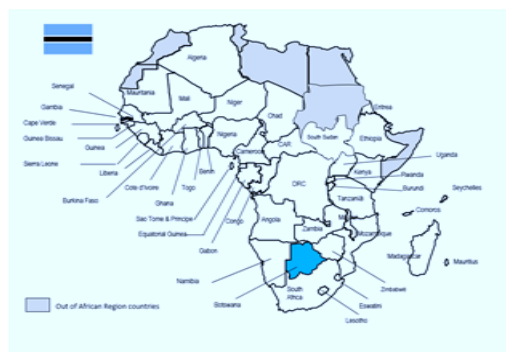 Algeria
Senegal
Mauritania
Mali
Niger
Chad
Eritrea
Gambia
Cape Verde
Guinea Bissau
Guinea
Nigeria
South Sudan
Ethiopia
Cameroon
CAR
Uganda
Sierra Leone
Liberia
Burkina Faso
Cote d'Ivoire
Ghana
Togo
Benin
Kenya
Rwanda
DRC
Burundi
Sao Tome & Principe
Equatorial Guinea
Gabon
Congo
Tanzania
Seychelles
Comoros
Angola
Zambia
Mozambique
Madagascar
Mauritius
Namibia
Zimbabwe
Botswana
South
Africa
Eswatini
Lesotho
Out of African Region countries